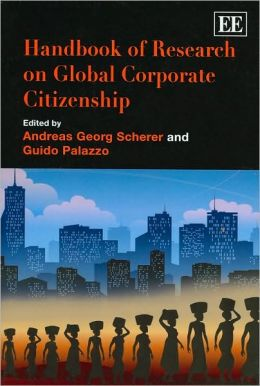 EE
Handbook of Research
on Global Corporate
Citizenship
Edited by
Andreas Georg Scherer and
Guido Palazzo